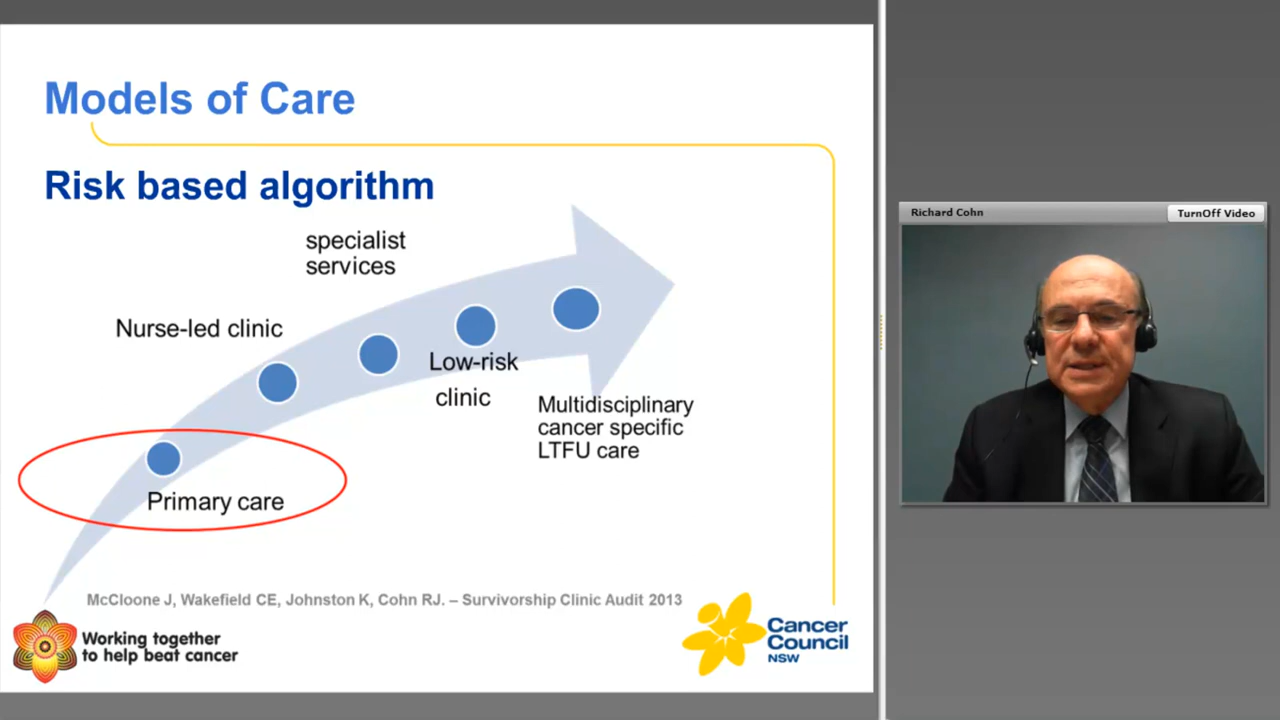 Models of Care
Risk based algorithm
specialist
services
Nurse-led clinic
Low-risk
clinic
Multidisciplinary
cancer specific
LTFU care
Primary care
McCloone J, Wakefield CE, Johnston K, Cohn RJ. – Survivorship Clinic Audit 2013
Working together
to help beat cancer
Cancer
Council
NSW
Richard Cohn
TurnOff Video